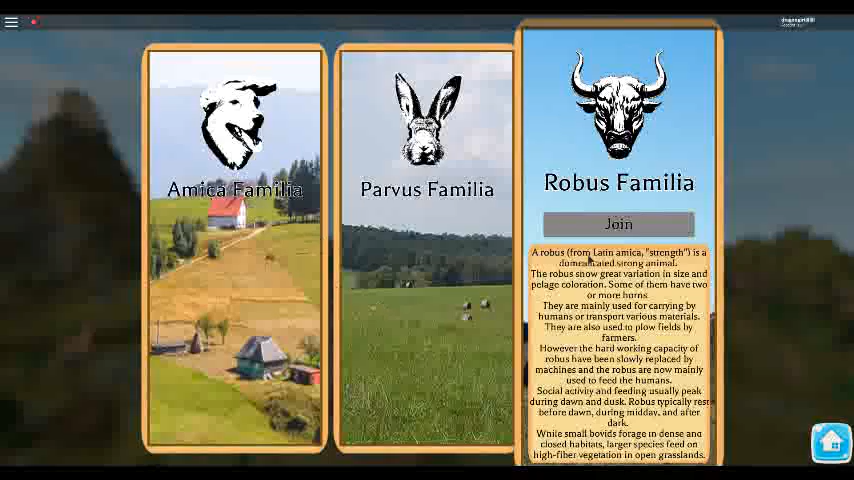 Amica Familia
Parvus Familia
Robus Familia
Join
A robus (from Latin amica, "strength") is a
domesticated strong animal.
The robus show great variation in size and
pelage coloration. Some of them have two
or more horns
They are mainly used for carrying by
humans or transport various materials.
They are also used to plow fields by
farmers.
However the hard working capacity of
robus have been slowly replaced by
machines and the robus are now mainly
used to feed the humans.
Social activity and feeding usually peak
during dawn and dusk. Robus typically rest
before dawn, during midday, and after
dark.
While small bovids forage in dense and
closed habitats, larger species feed on
high-fiber vegetation in open grasslands.